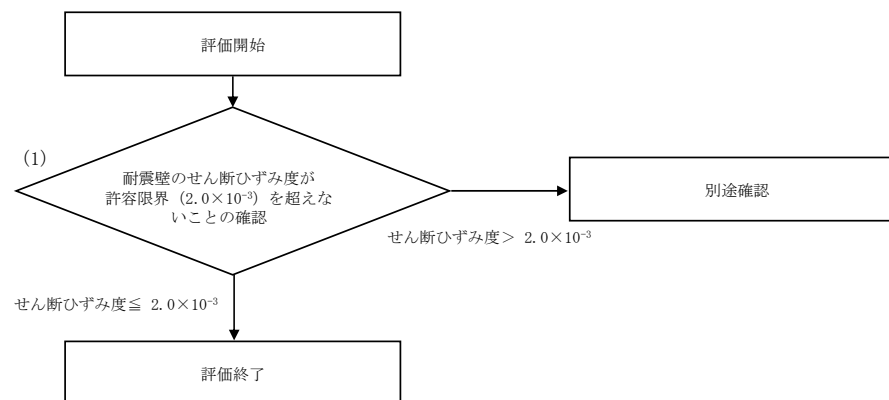 評価開始
(1)
耐震壁のせん断ひずみ度が
許容限界（2.0×10⁻³）を超えな
いことの確認
別途確認
せん断ひずみ度＞ 2.0×10⁻³
せん断ひずみ度≦ 2.0×10⁻³
評価終了